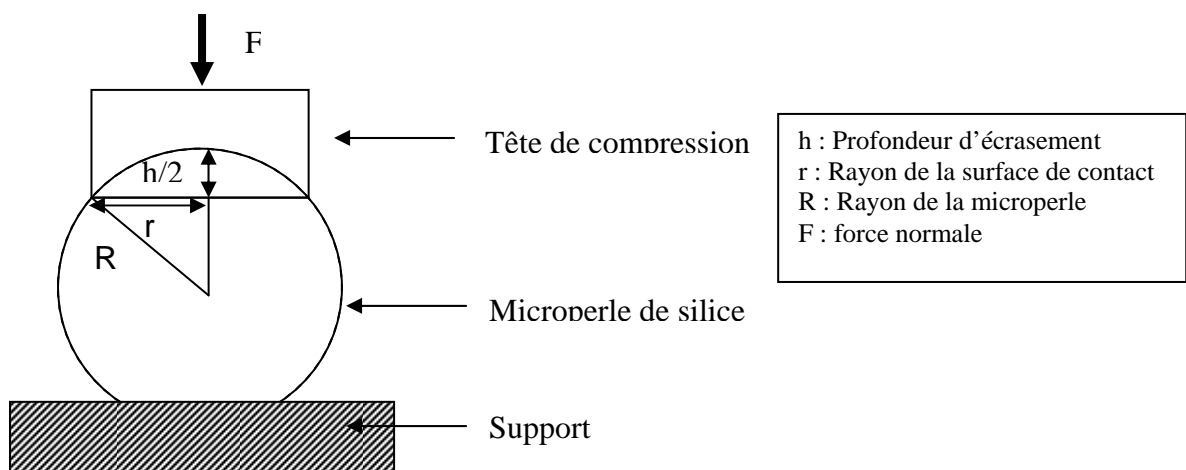 F
Tête de compression
h/2
r
R
Microperle de silice
Support
h : Profondeur d'écrasement
r : Rayon de la surface de contact
R : Rayon de la microperle
F : force normale